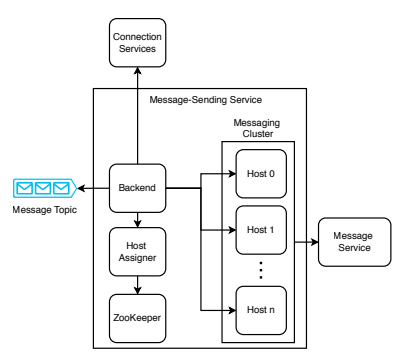 Connection
Services
Message-Sending Service
Messaging
Cluster
Host 0
Backend
Message Topic
Host 1
Host
Assigner
Message
Service
ZooKeeper
Host n